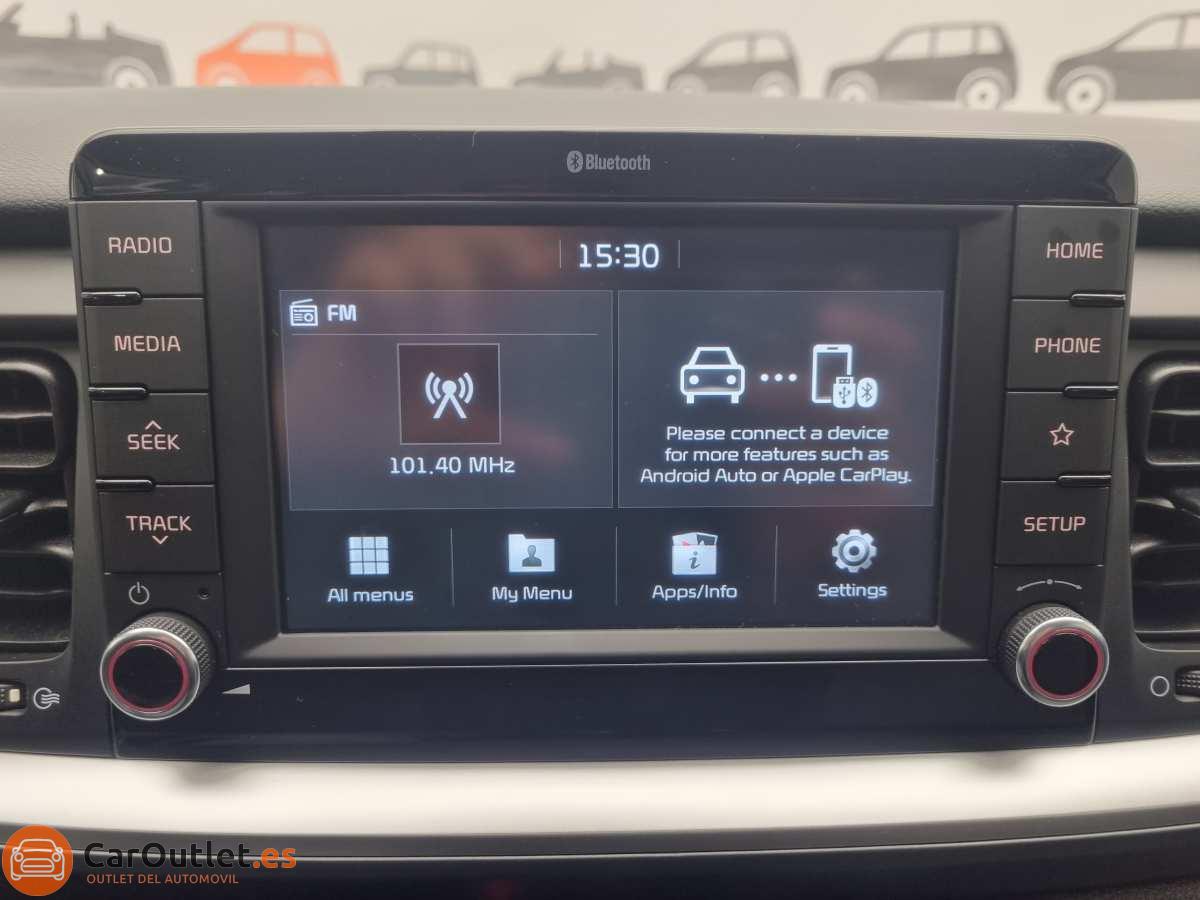 Bluetooth
RADIO
MEDIA
SEEK
TRACK
15:30
FM
101.40 MHz
Please connect a device
for more features such as
Android Auto or Apple CarPlay.
All menus
My Menu
Apps/Info
Settings
HOME
PHONE
SETUP
CarOutlet.es
OUTLET DEL AUTOMOVIL